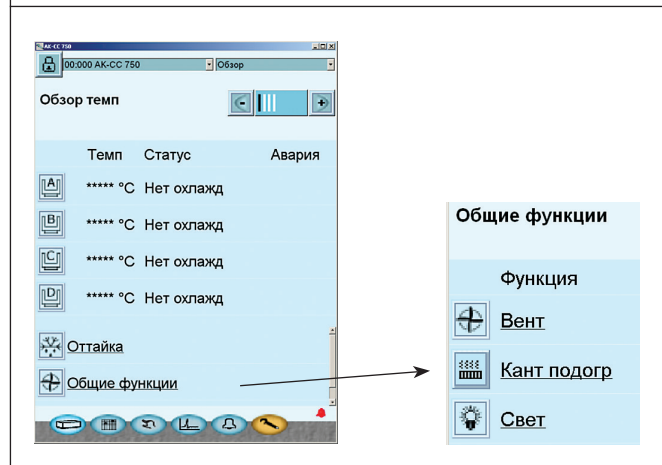 AK-CC 750
00:000 AK-CC 750 Обзор
Обзор темп
Темп Статус Авария
A ***** °C Нет охлажд
B ***** °C Нет охлажд
C ***** °C Нет охлажд
D ***** °C Нет охлажд
Оттайка
Общие функции
Общие функции
Функция
Вент
Кант подогр
Свет